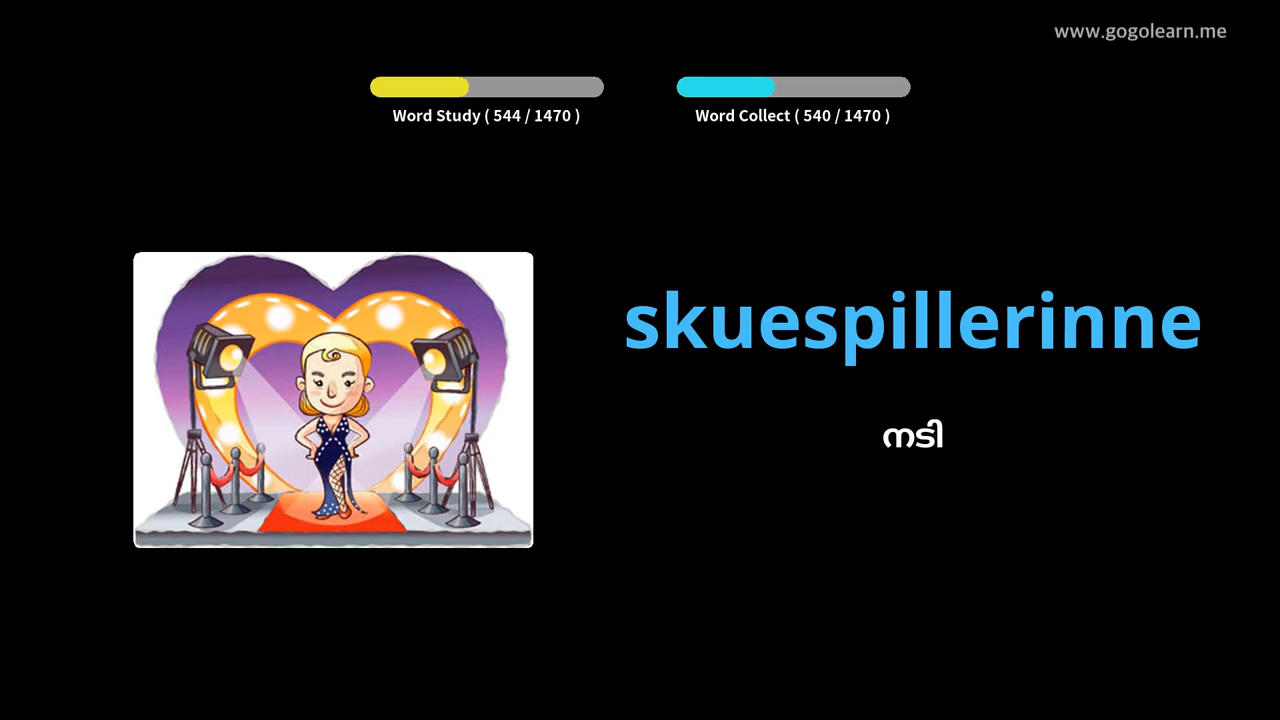 www.gogolearn.me
Word Study ( 544 / 1470 )
Word Collect ( 540 / 1470 )
skuespillerinne
നടി